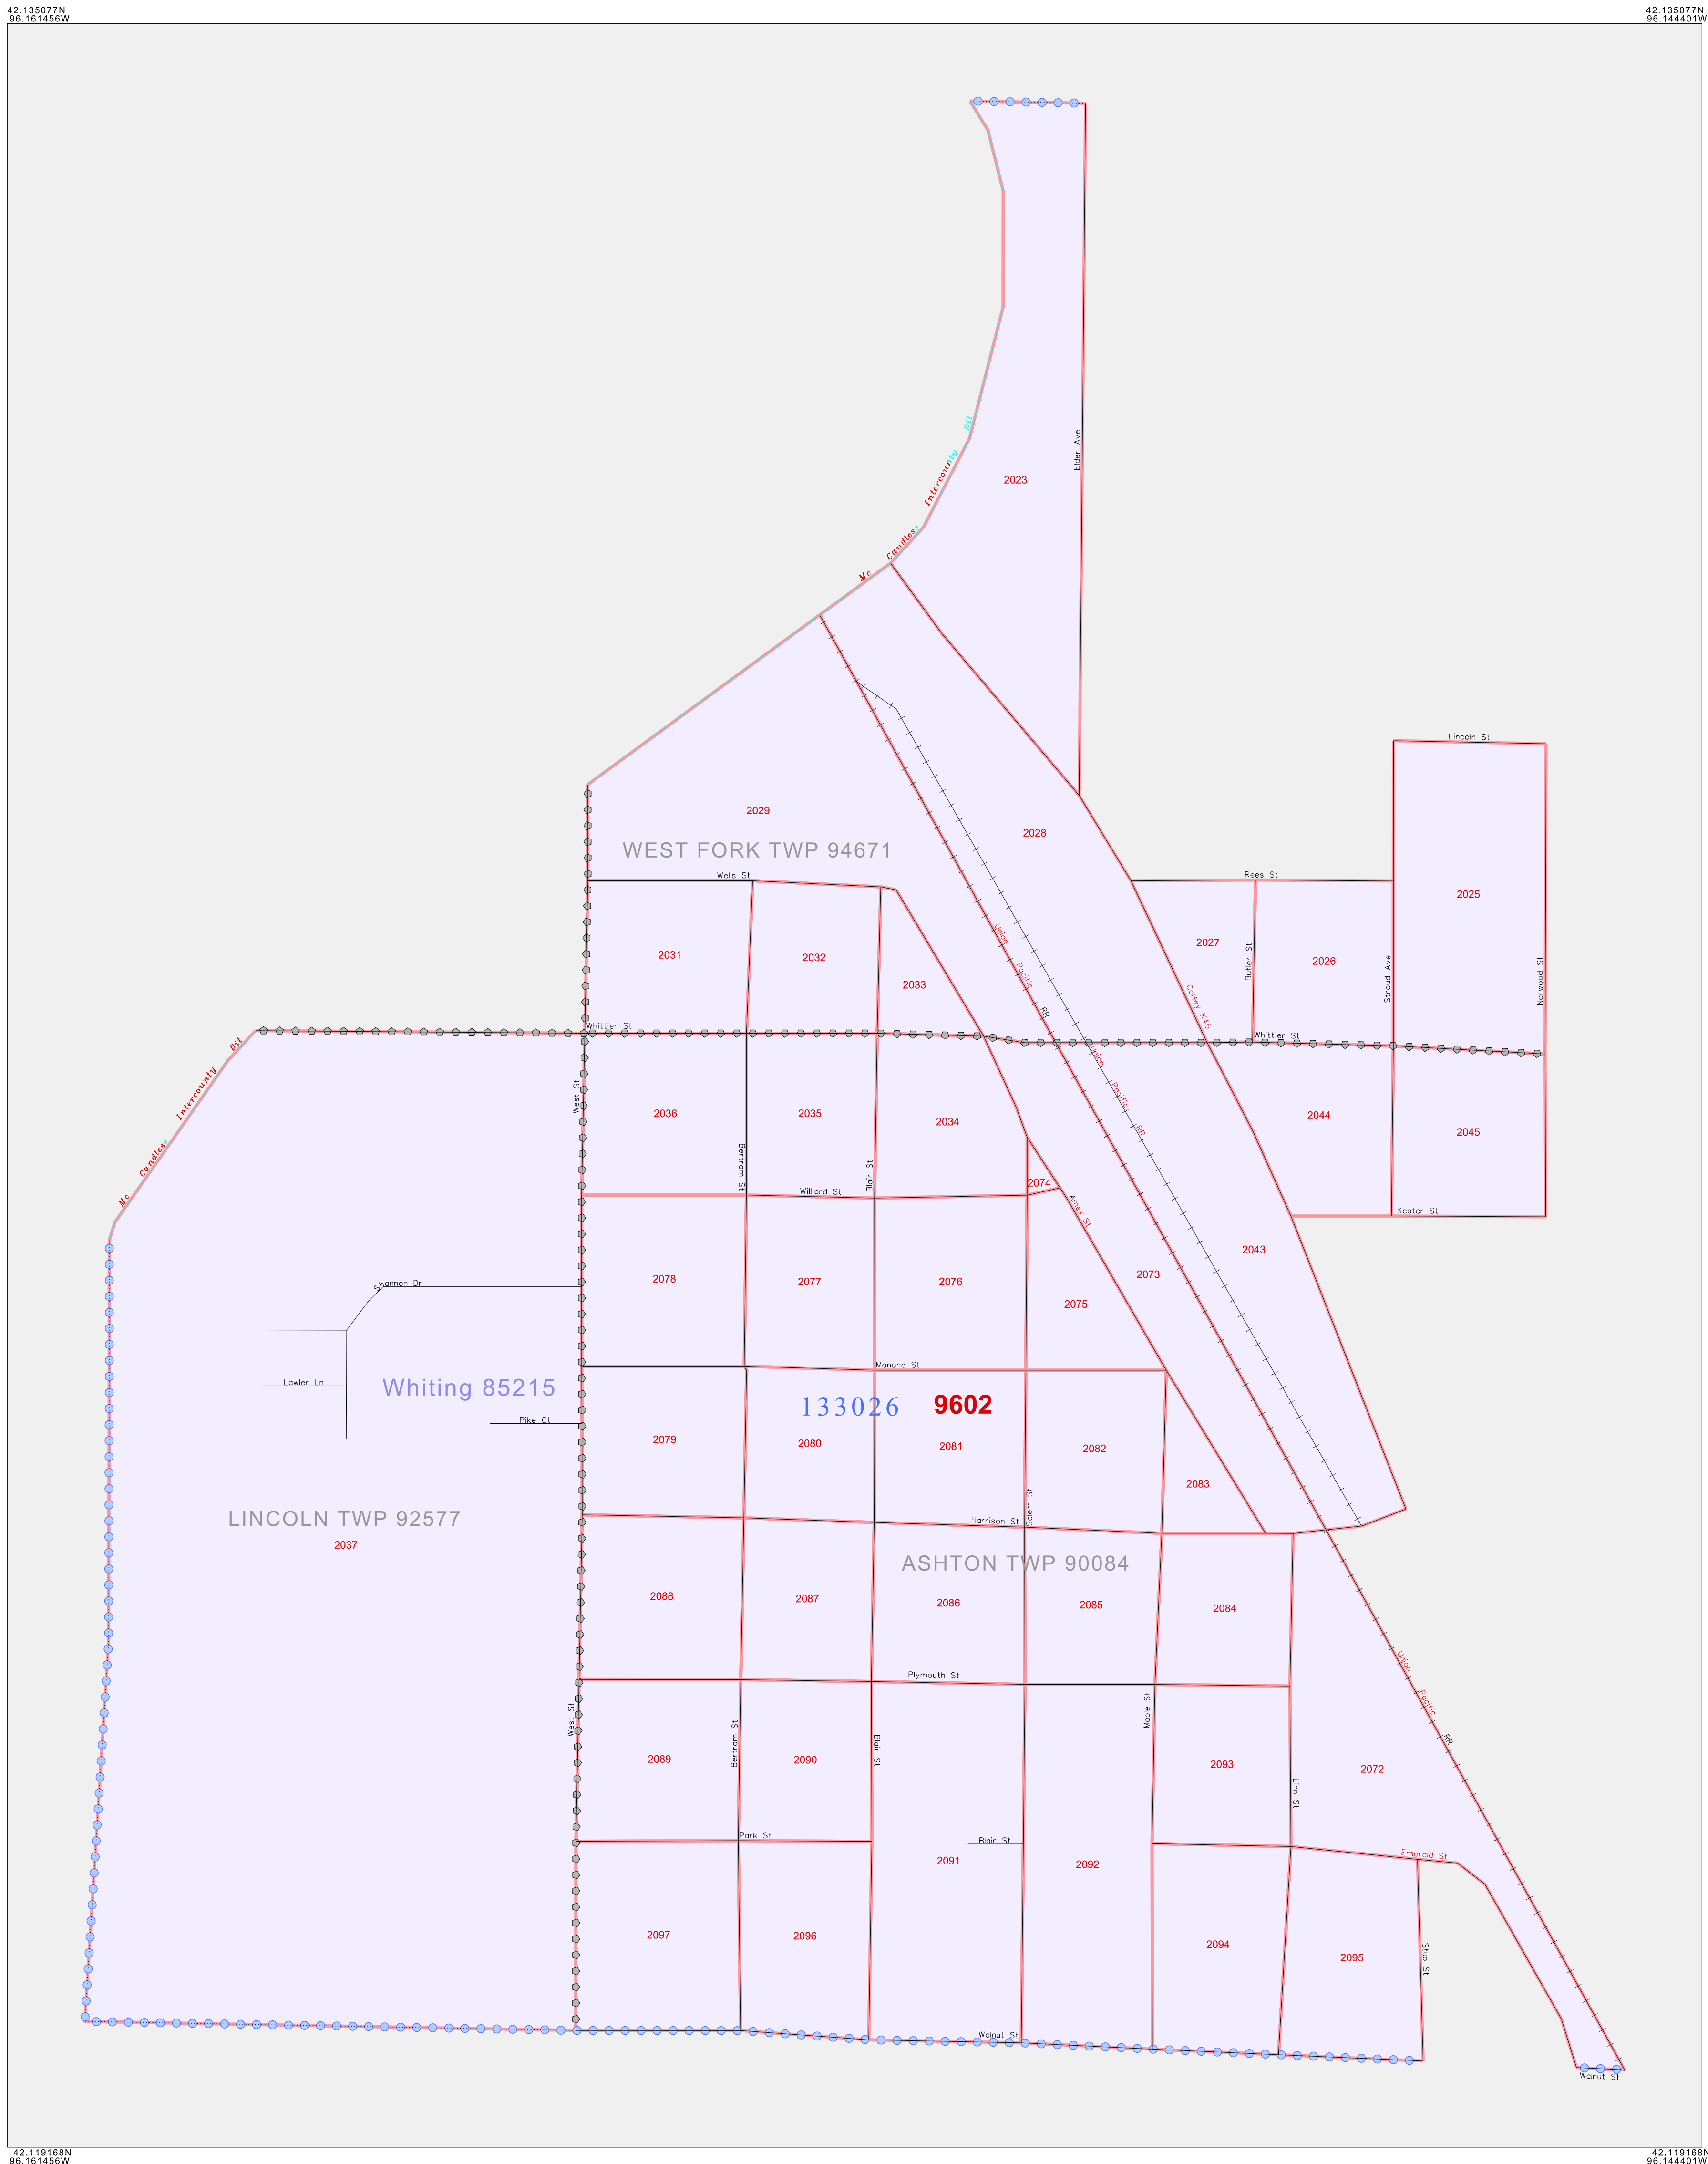 42.135077N
96.161456W
42.135077N
96.144401W
Mc Candless Intercounty Dit
2023
Elder Ave
Lincoln St
2029
2028
WEST FORK TWP 94671
Wells St
Rees St
2025
2031
2032
2033
2027
2026
Union Pacific RR
Butler St
Stroud Ave
Norwood St
CoHwy K45
Whittier St
Whittier St
Mc Candless Intercounty Dit
West St
Union Pacific RR
2036
2035
2034
2044
2045
Bertram St
Blair St
2074
Williard St
Ames St
Kester St
2043
Shannon Dr
2078
2077
2076
2073
2075
Monona St
Lawler Ln
Whiting 85215
133026
9602
Pike Ct
2079
2080
2081
2082
2083
Salem St
LINCOLN TWP 92577
Harrison St
2037
ASHTON TWP 90084
2088
2087
2086
2085
2084
Plymouth St
Union Pacific RR
West St
Bertram St
Blair St
Maple St
2089
2090
2093
2072
Linn St
Park St
Blair St
2091
2092
Emerald St
2097
2096
2094
2095
Stub St
Walnut St
Walnut St
42.119168N
96.161456W
42.119168N
96.144401W